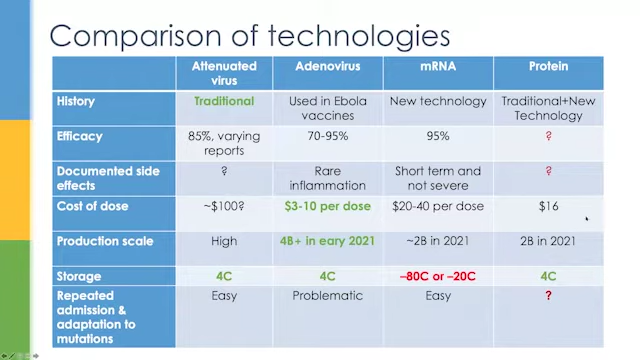 Comparison of technologies
Attenuated virus | Adenovirus | mRNA | Protein
History | Traditional | Used in Ebola vaccines | New technology | Traditional+New Technology
Efficacy | 85%, varying reports | 70-95% | 95% | ?
Documented side effects | ? | Rare inflammation | Short term and not severe | ?
Cost of dose | ~$100? | $3-10 per dose | $20-40 per dose | $16
Production scale | High | 4B+ in eary 2021 | ~2B in 2021 | 2B in 2021
Storage | 4C | 4C | –80C or –20C | 4C
Repeated admission & adaptation to mutations | Easy | Problematic | Easy | ?